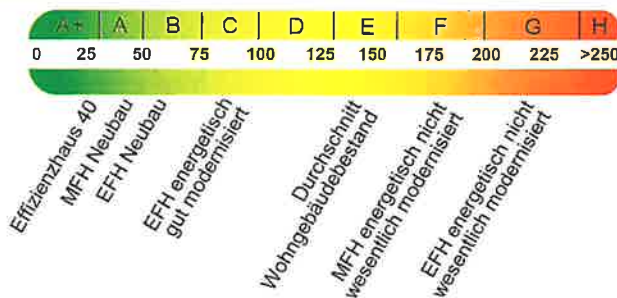 A+ A B C D E F G H
0 25 50 75 100 125 150 175 200 225 >250
Effizienzhaus 40
MFH Neubau
EFH Neubau
EFH energetisch
gut modernisiert
Durchschnitt
Wohngebäudebestand
MFH energetisch nicht
wesentlich modernisiert
EFH energetisch nicht
wesentlich modernisiert